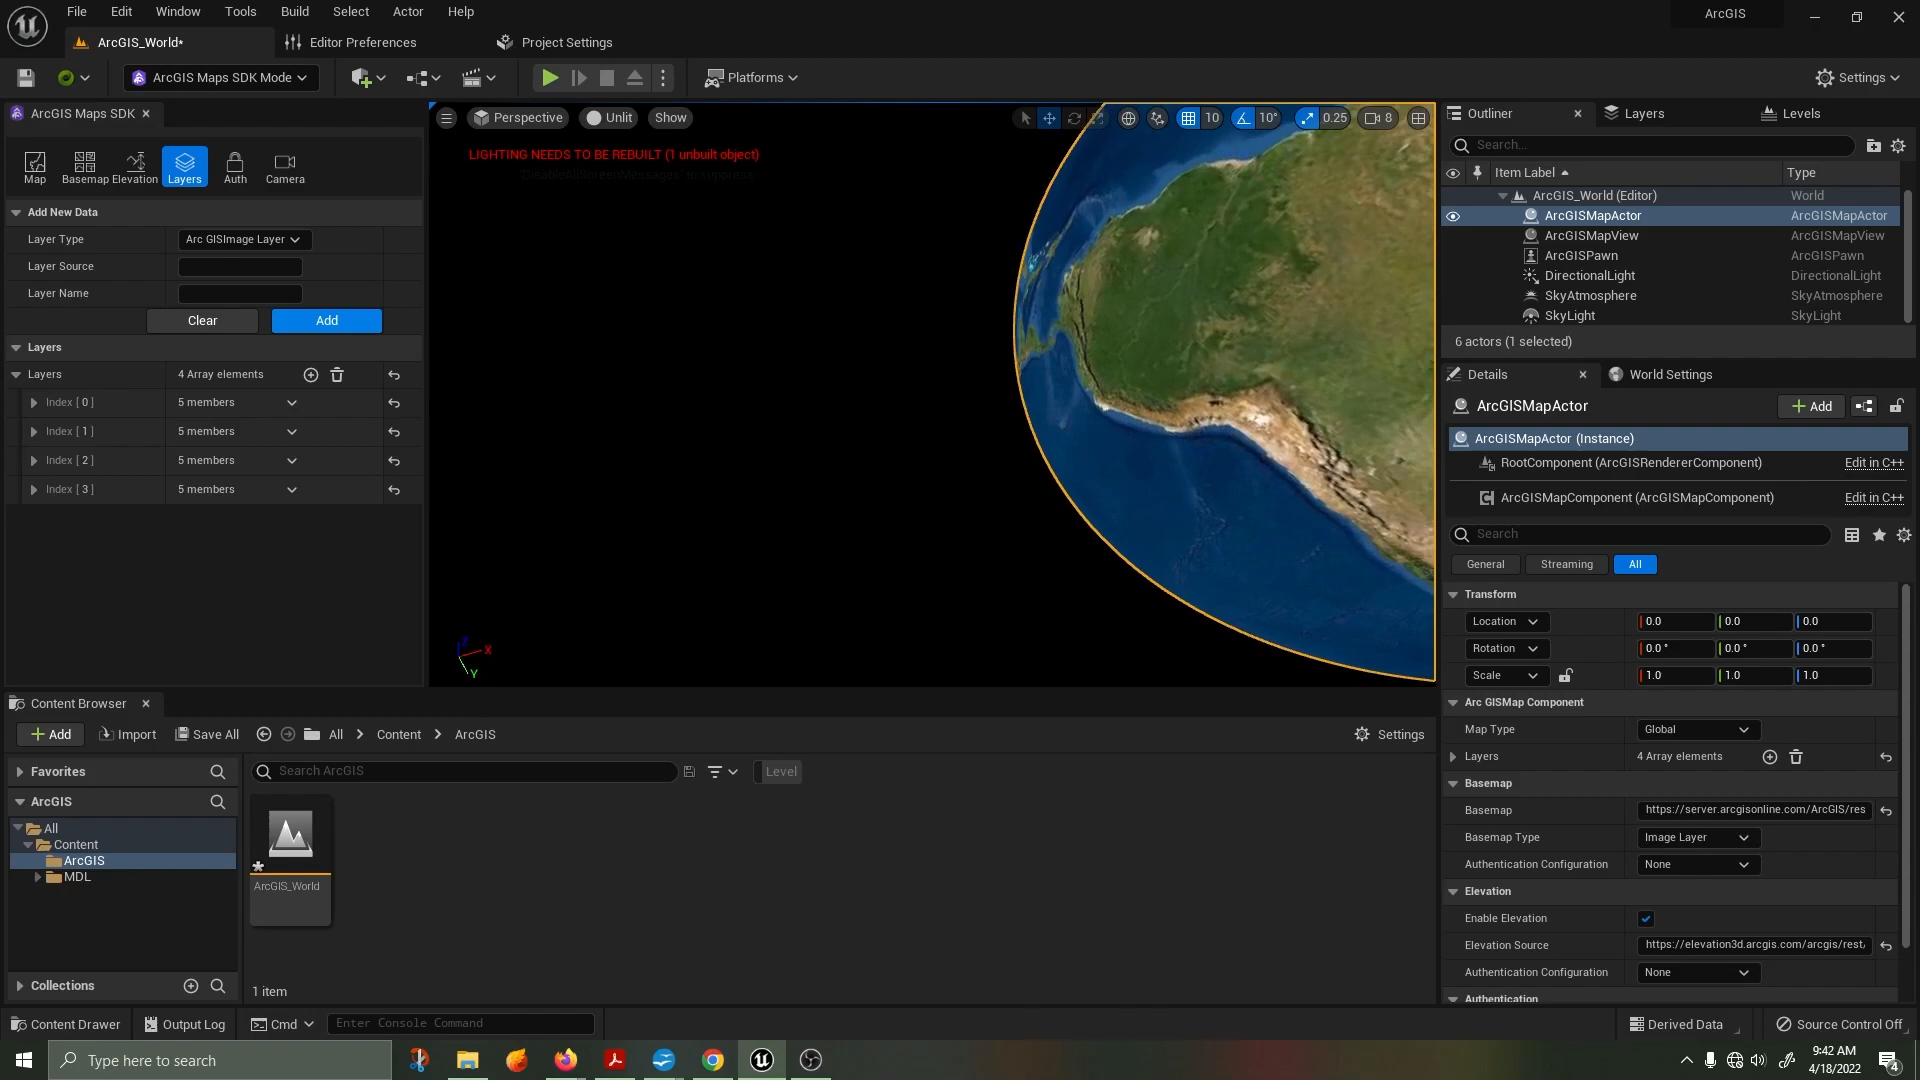 File Edit Window Tools Build Select Actor Help
ArcGIS
ArcGIS_World*
Editor Preferences
Project Settings
ArcGIS Maps SDK Mode
Platforms
Settings
ArcGIS Maps SDK
Map
Basemap
Elevation
Layers
Auth
Camera
Add New Data
Layer Type
Arc GISImage Layer
Layer Source
Layer Name
Clear
Add
Layers
Layers
4 Array elements
Index [ 0 ]
5 members
Index [ 1 ]
5 members
Index [ 2 ]
5 members
Index [ 3 ]
5 members
Perspective
Unlit
Show
10
10°
0.25
8
LIGHTING NEEDS TO BE REBUILT (1 unbuilt object)
'DisableAllScreenMessages' to suppress
Z
X
Y
Outliner
Layers
Levels
Search...
Item Label
Type
ArcGIS_World (Editor)
World
ArcGISMapActor
ArcGISMapActor
ArcGISMapView
ArcGISMapView
ArcGISPawn
ArcGISPawn
DirectionalLight
DirectionalLight
SkyAtmosphere
SkyAtmosphere
SkyLight
SkyLight
6 actors (1 selected)
Details
World Settings
ArcGISMapActor
Add
ArcGISMapActor (Instance)
RootComponent (ArcGISRendererComponent)
Edit in C++
ArcGISMapComponent (ArcGISMapComponent)
Edit in C++
Search
General
Streaming
All
Transform
Location
0.0
0.0
0.0
Rotation
0.0 °
0.0 °
0.0 °
Scale
1.0
1.0
1.0
Arc GISMap Component
Map Type
Global
Layers
4 Array elements
Basemap
Basemap
https://server.arcgisonline.com/ArcGIS/res
Basemap Type
Image Layer
Authentication Configuration
None
Elevation
Enable Elevation
Elevation Source
https://elevation3d.arcgis.com/arcgis/rest/
Authentication Configuration
None
Authentication
Content Browser
Add
Import
Save All
All
Content
ArcGIS
Settings
Favorites
ArcGIS
All
Content
ArcGIS
MDL
Collections
Search ArcGIS
Level
ArcGIS_World
1 item
Content Drawer
Output Log
Cmd
Enter Console Command
Derived Data
Source Control Off
Type here to search
9:42 AM
4/18/2022
4